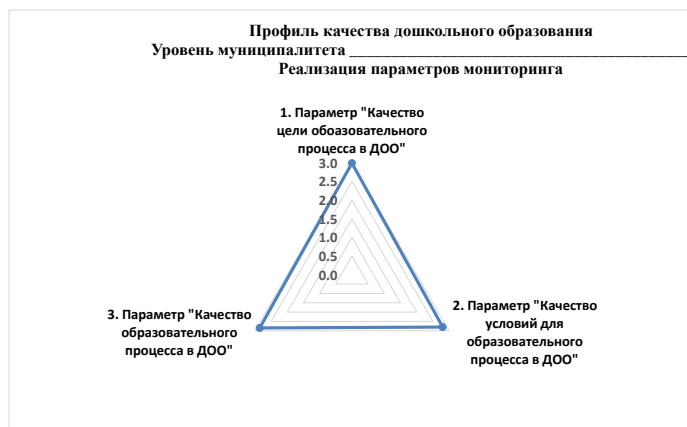 Профиль качества дошкольного образования
Уровень муниципалитета ________________________________________
Реализация параметров мониторинга
1. Параметр "Качество
цели обоазовательного
процесса в ДОО"
3.0
2.5
2.0
1.5
1.0
0.5
0.0
3. Параметр "Качество
образовательного
процесса в ДОО"
2. Параметр "Качество
условий для
образовательного
процесса в ДОО"